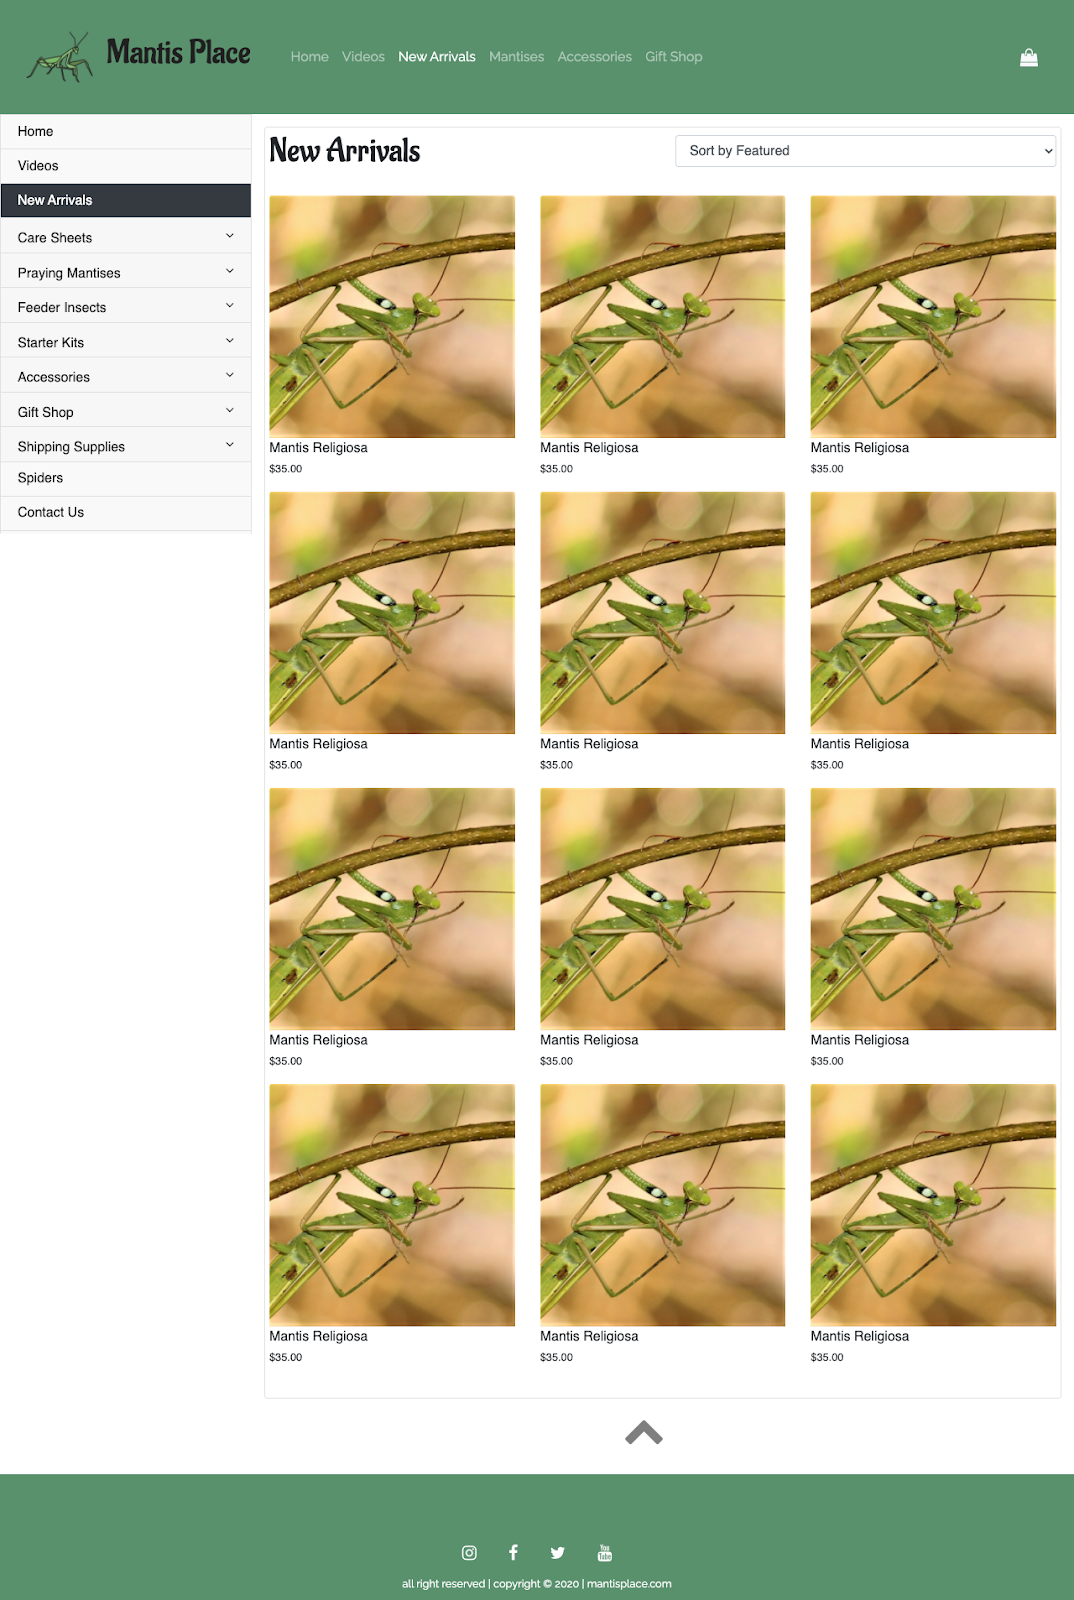 Mantis Place
Home Videos New Arrivals Mantises Accessories Gift Shop
Home
Videos
New Arrivals
Care Sheets
Praying Mantises
Feeder Insects
Starter Kits
Accessories
Gift Shop
Shipping Supplies
Spiders
Contact Us
New Arrivals
Sort by Featured
Mantis Religiosa Mantis Religiosa Mantis Religiosa
$35.00 $35.00 $35.00
Mantis Religiosa Mantis Religiosa Mantis Religiosa
$35.00 $35.00 $35.00
Mantis Religiosa Mantis Religiosa Mantis Religiosa
$35.00 $35.00 $35.00
Mantis Religiosa Mantis Religiosa Mantis Religiosa
$35.00 $35.00 $35.00
You
Tube
all right reserved | copyright © 2020 | mantisplace.com